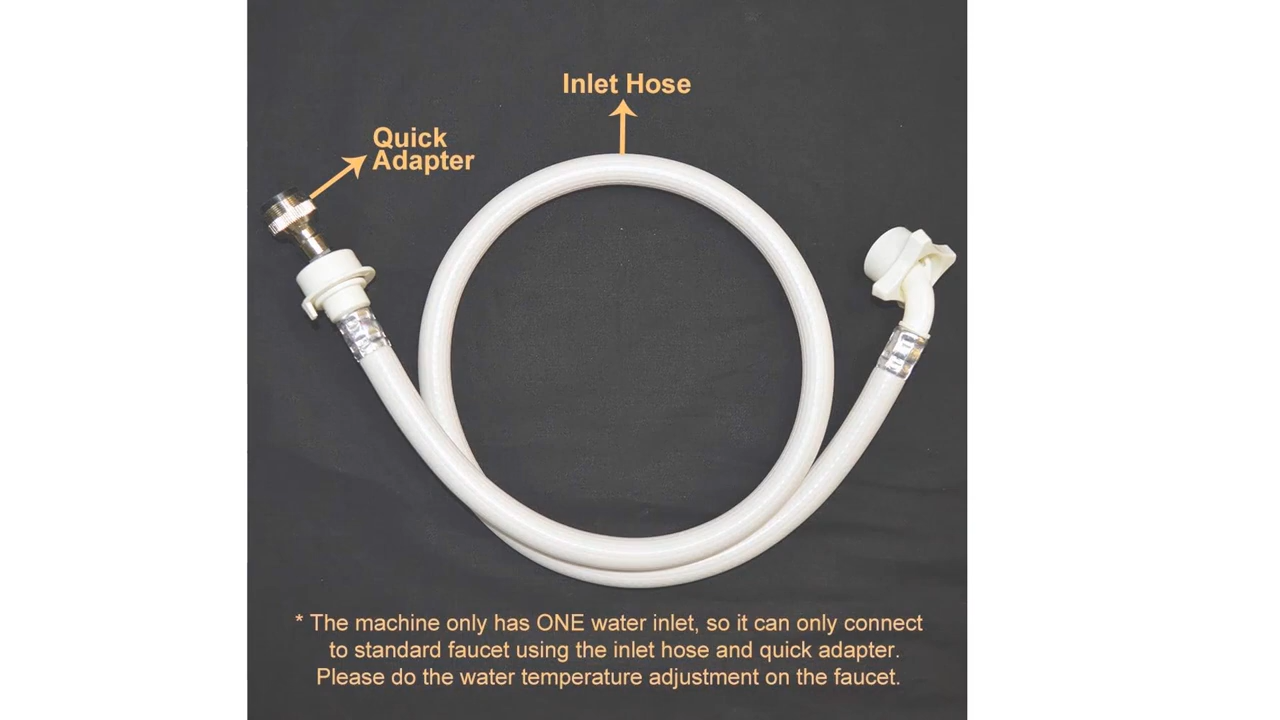 Inlet Hose
Quick
Adapter
* The machine only has ONE water inlet, so it can only connect
to standard faucet using the inlet hose and quick adapter.
Please do the water temperature adjustment on the faucet.